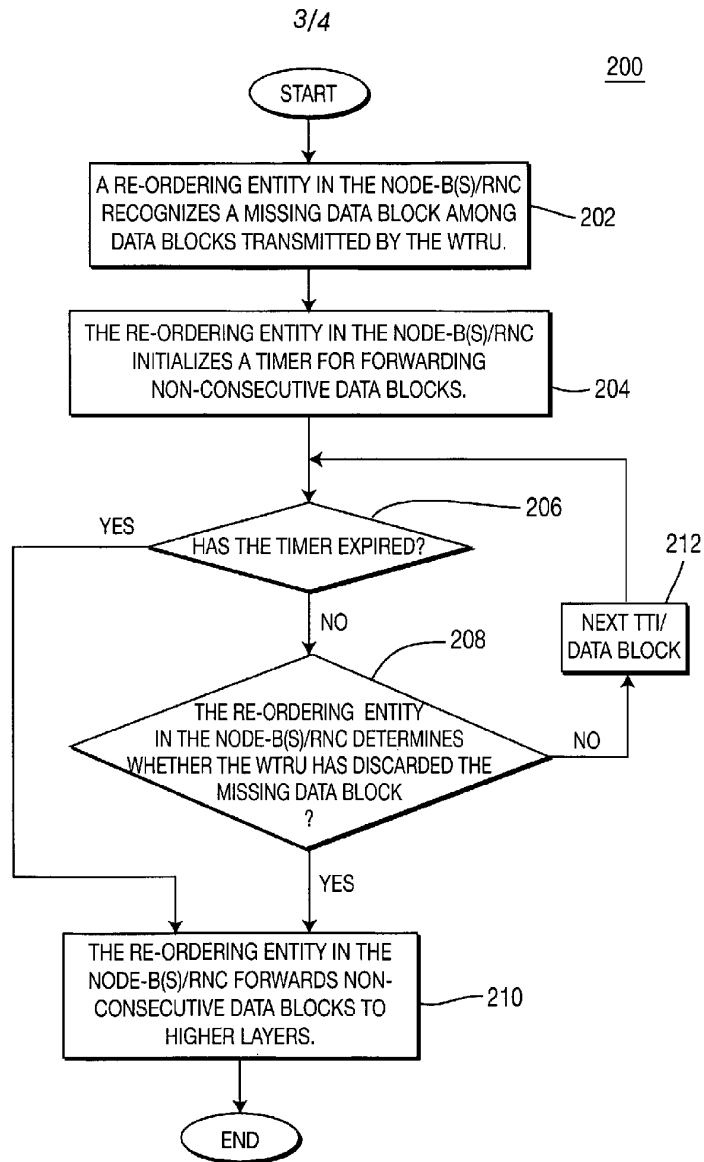 3/4
200
START
A RE-ORDERING ENTITY IN THE NODE-B(S)/RNC
RECOGNIZES A MISSING DATA BLOCK AMONG
DATA BLOCKS TRANSMITTED BY THE WTRU.
202
THE RE-ORDERING ENTITY IN THE NODE-B(S)/RNC
INITIALIZES A TIMER FOR FORWARDING
NON-CONSECUTIVE DATA BLOCKS.
204
YES
206
HAS THE TIMER EXPIRED?
212
NEXT TTI/
DATA BLOCK
NO
208
THE RE-ORDERING ENTITY
IN THE NODE-B(S)/RNC DETERMINES
WHETHER THE WTRU HAS DISCARDED THE
MISSING DATA BLOCK
?
NO
YES
THE RE-ORDERING ENTITY IN THE
NODE-B(S)/RNC FORWARDS NON-
CONSECUTIVE DATA BLOCKS TO
HIGHER LAYERS.
210
END